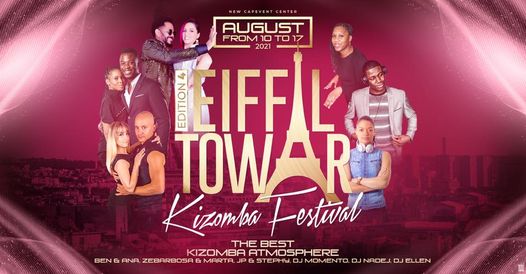 NEW CAPEVENT CENTER
AUGUST
FROM 10 TO 17
2021
EDITION 4
EIFFEL
TOWER
Kizomba Festival
THE BEST
KIZOMBA ATMOSPHERE
BEN & ANA, ZEBARBOSA & MARTA, JP & STEPHY, DJ MOMENTO, DJ NADEJ, DJ ELLEN